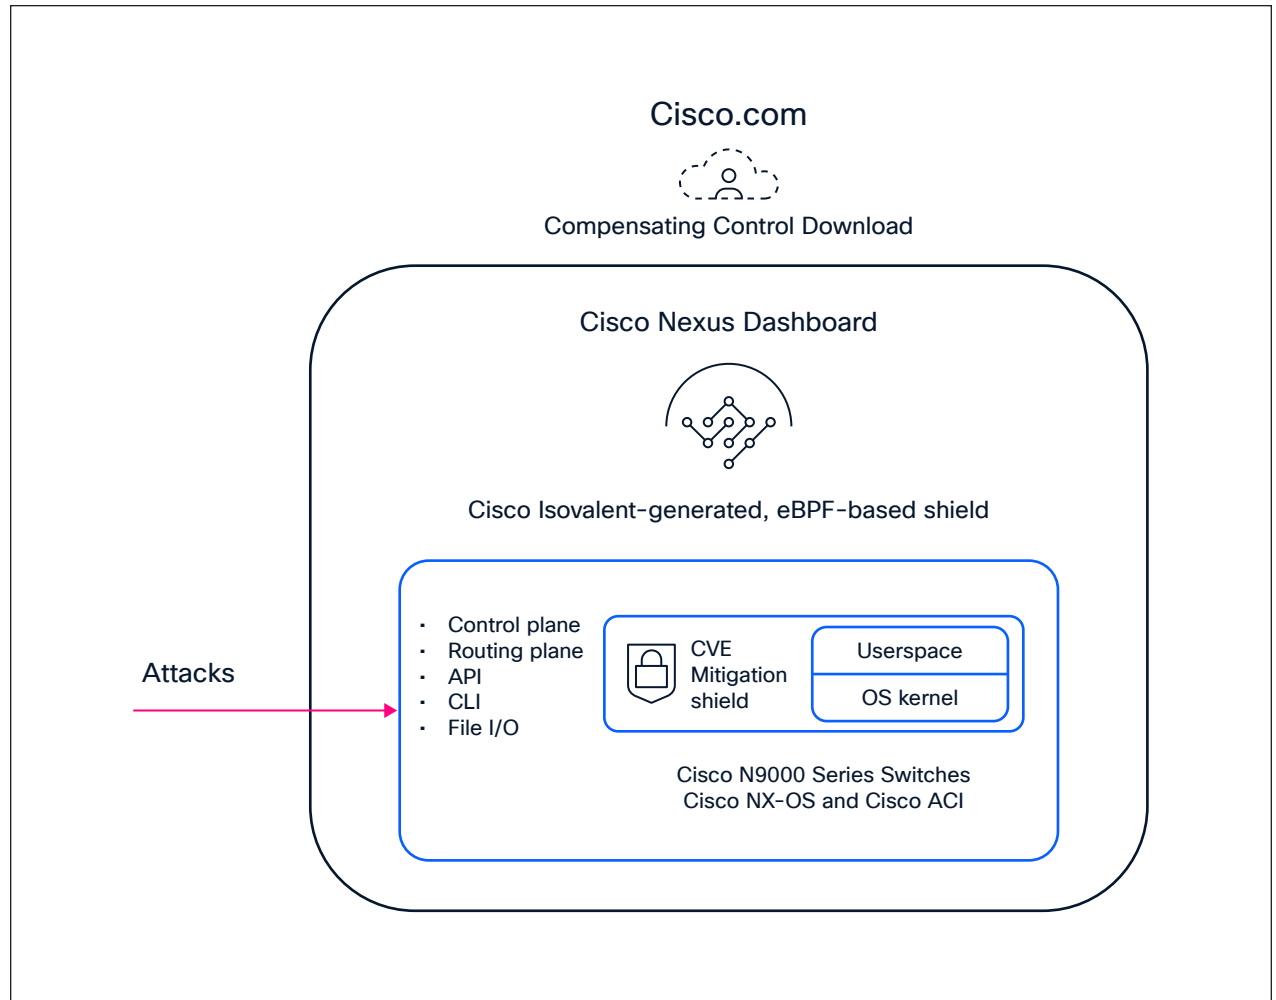 Cisco.com
Compensating Control Download
Cisco Nexus Dashboard
Cisco Isovalent-generated, eBPF-based shield
Attacks
▪ Control plane
▪ Routing plane
▪ API
▪ CLI
▪ File I/O
CVE
Mitigation
shield
Userspace
OS kernel
Cisco N9000 Series Switches
Cisco NX-OS and Cisco ACI